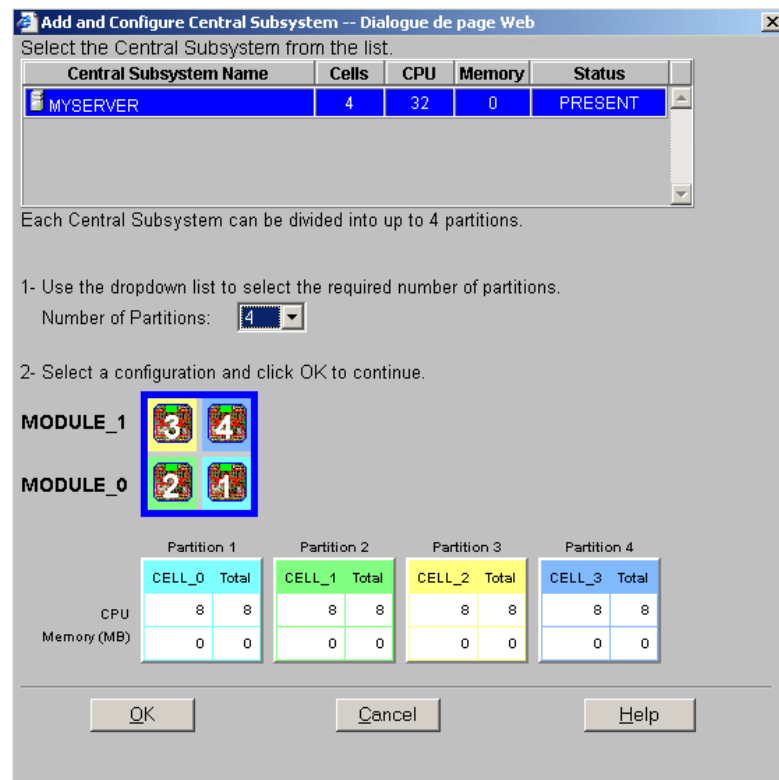 Add and Configure Central Subsystem -- Dialogue de page Web
Select the Central Subsystem from the list.
Central Subsystem Name Cells CPU Memory Status
MYSERVER 4 32 0 PRESENT
Each Central Subsystem can be divided into up to 4 partitions.
1- Use the dropdown list to select the required number of partitions.
Number of Partitions: 4
2- Select a configuration and click OK to continue.
MODULE_1 3 4
MODULE_0 2 1
Partition 1 Partition 2 Partition 3 Partition 4
CELL_0 Total CELL_1 Total CELL_2 Total CELL_3 Total
CPU 8 8 8 8 8 8 8 8
Memory (MB) 0 0 0 0 0 0 0 0
OK Cancel Help